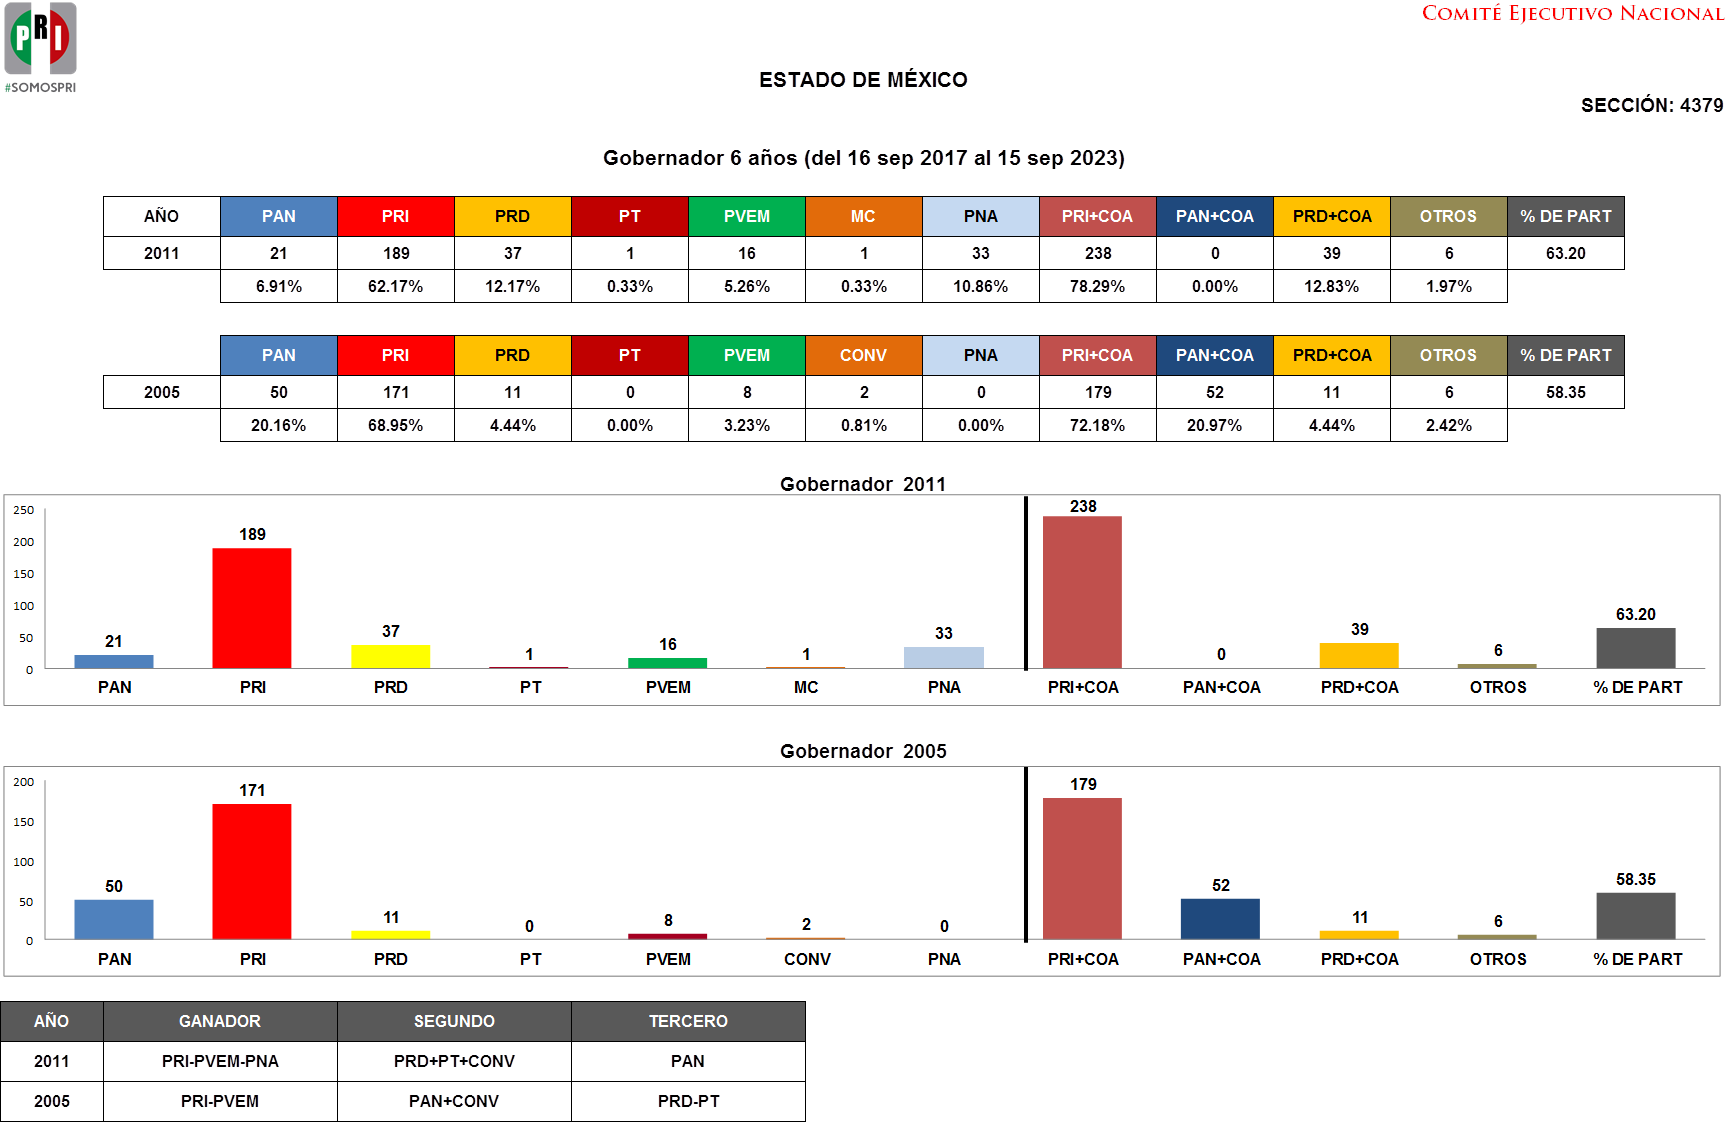 PRI
#SOMOSPRI
COMITÉ EJECUTIVO NACIONAL
ESTADO DE MÉXICO
SECCIÓN: 4379
Gobernador 6 años (del 16 sep 2017 al 15 sep 2023)
AÑO PAN PRI PRD PT PVEM MC PNA PRI+COA PAN+COA PRD+COA OTROS % DE PART
2011 21 189 37 1 16 1 33 238 0 39 6 63.20
6.91% 62.17% 12.17% 0.33% 5.26% 0.33% 10.86% 78.29% 0.00% 12.83% 1.97%
PAN PRI PRD PT PVEM CONV PNA PRI+COA PAN+COA PRD+COA OTROS % DE PART
2005 50 171 11 0 8 2 0 179 52 11 6 58.35
20.16% 68.95% 4.44% 0.00% 3.23% 0.81% 0.00% 72.18% 20.97% 4.44% 2.42%
Gobernador 2011
250
200
150
100
50
0
21 189 37 1 16 1 33 238 0 39 6 63.20
PAN PRI PRD PT PVEM MC PNA PRI+COA PAN+COA PRD+COA OTROS % DE PART
Gobernador 2005
200
150
100
50
0
50 171 11 0 8 2 0 179 52 11 6 58.35
PAN PRI PRD PT PVEM CONV PNA PRI+COA PAN+COA PRD+COA OTROS % DE PART
AÑO GANADOR SEGUNDO TERCERO
2011 PRI-PVEM-PNA PRD+PT+CONV PAN
2005 PRI-PVEM PAN+CONV PRD-PT